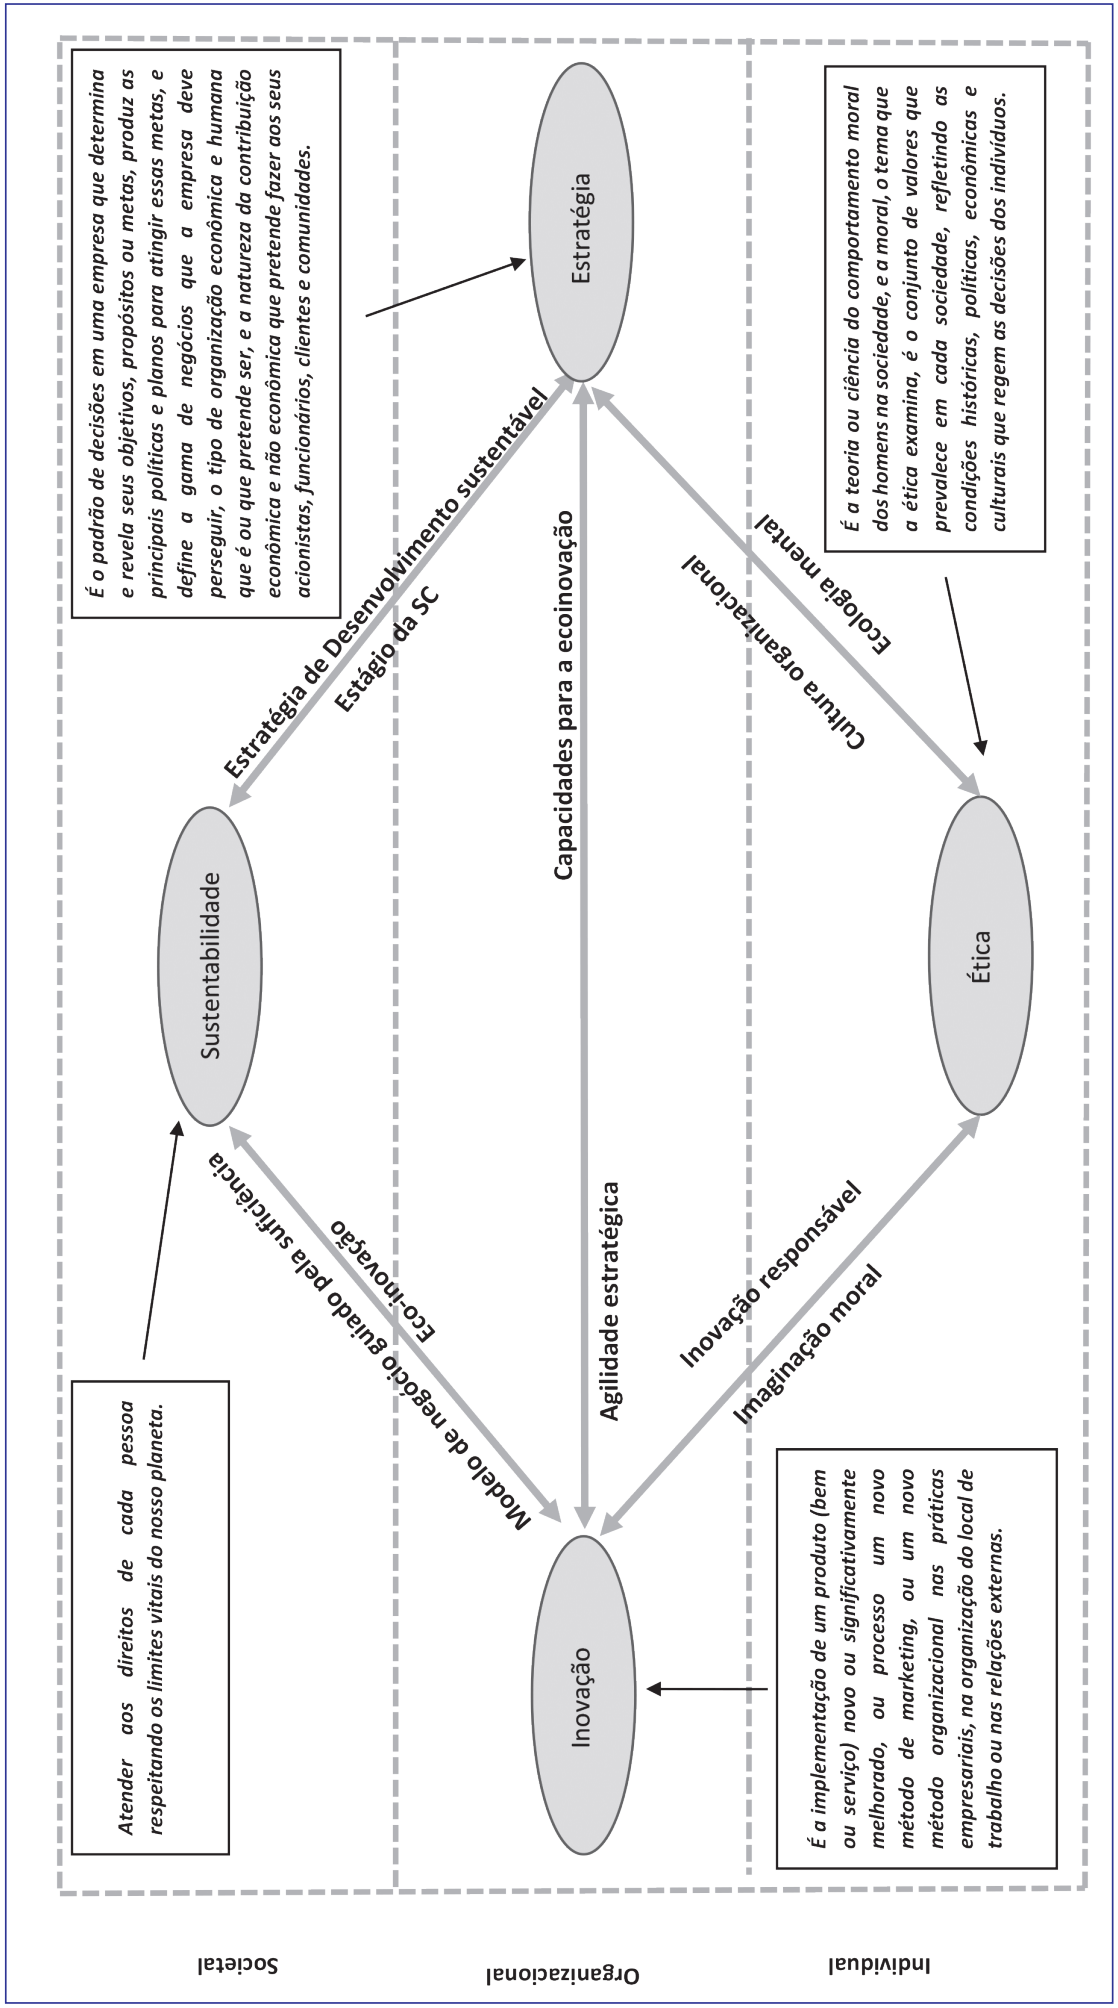 Societal
Organizacional
Individual
Atender aos direitos de cada pessoa
respeitando os limites vitais do nosso planeta.
É o padrão de decisões em uma empresa que determina
e revela seus objetivos, propósitos ou metas, produz as
principais políticas e planos para atingir essas metas, e
define a gama de negócios que a empresa deve
perseguir, o tipo de organização econômica e humana
que é ou que pretende ser, e a natureza da contribuição
econômica e não econômica que pretende fazer aos seus
acionistas, funcionários, clientes e comunidades.
Sustentabilidade
Modelo de negócio guiado pela suficiência
Eco-inovação
Estratégia de Desenvolvimento sustentável
Estágio da SC
Inovação
Agilidade estratégica
Capacidades para a ecoinovação
Estratégia
Inovação responsável
Imaginação moral
Cultura organizacional
Ecologia mental
Ética
É a implementação de um produto (bem
ou serviço) novo ou significativamente
melhorado, ou processo um novo
método de marketing, ou um novo
método organizacional nas práticas
empresariais, na organização do local de
trabalho ou nas relações externas.
É a teoria ou ciência do comportamento moral
dos homens na sociedade, e a moral, o tema que
a ética examina, é o conjunto de valores que
prevalece em cada sociedade, refletindo as
condições históricas, políticas, econômicas e
culturais que regem as decisões dos indivíduos.